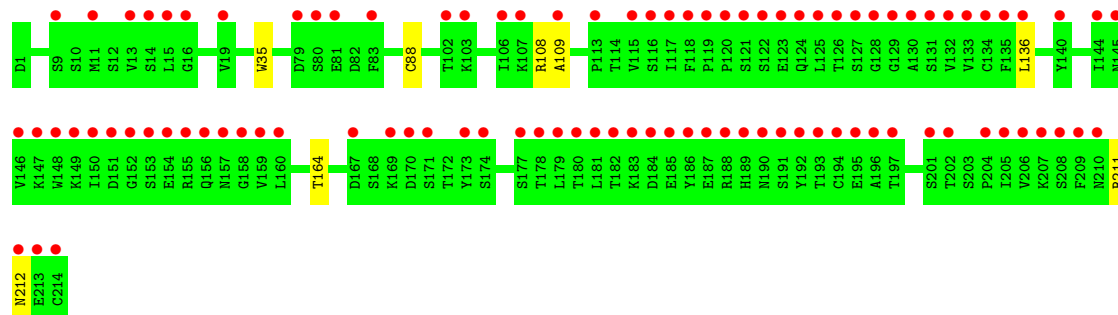 D1 S9 S10 M11 S12 V13 S14 L15 G16 V19 W35 D79 S80 E81 D82 F83 C88 T102 K103 I106 K107 R108 A109 P113 T114 V115 S116 I117 F118 P119 P120 S121 S122 E123 Q124 L125 T126 S127 G128 G129 A130 S131 V132 V133 C134 F135 L136 Y140 I144 N145
V146 K147 W148 K149 I150 D151 G152 S153 E154 R155 Q156 N157 G158 V159 L160 T164 D167 S168 K169 D170 S171 T172 Y173 S174 S177 T178 L179 T180 L181 T182 K183 D184 E185 Y186 E187 R188 H189 N190 S191 Y192 T193 C194 E195 A196 T197 S201 T202 S203 P204 I205 V206 K207 S208 F209 N210 R211
N212 E213 C214